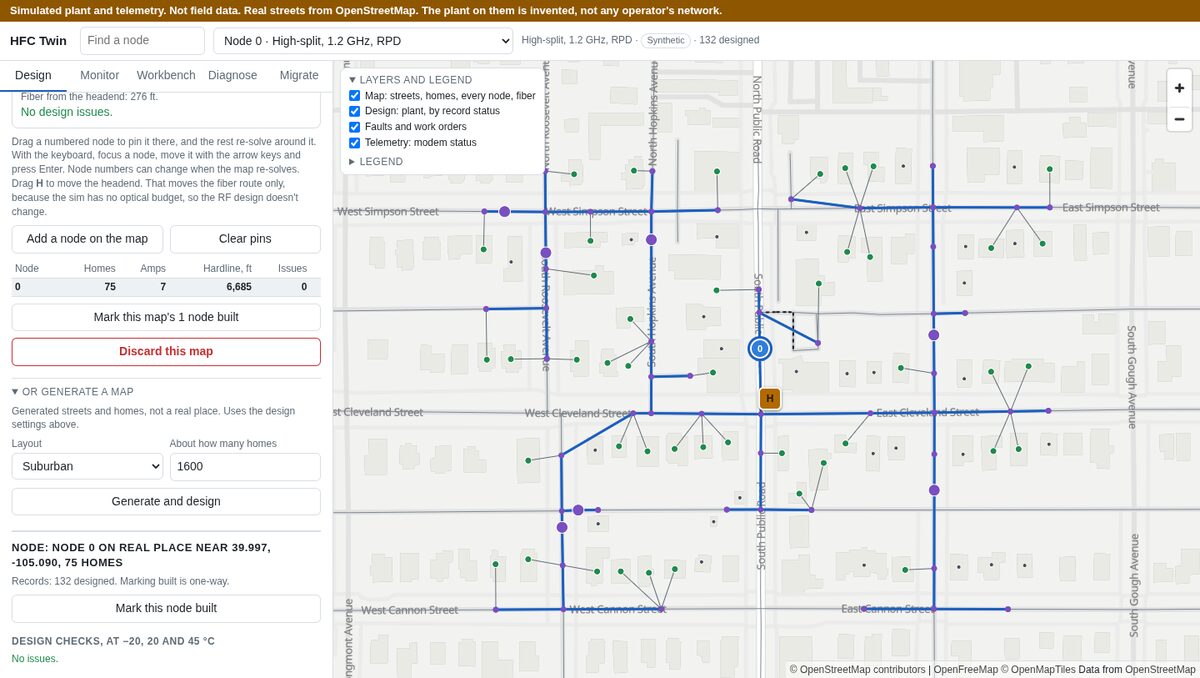 Simulated plant and telemetry. Not field data. Real streets from OpenStreetMap. The plant on them is invented, not any operator's network.
HFC Twin
Find a node
Node 0 · High-split, 1.2 GHz, RPD
High-split, 1.2 GHz, RPD · Synthetic · 132 designed
Design
Monitor
Workbench
Diagnose
Migrate
Fiber from the headend: 276 ft.
No design issues.
Drag a numbered node to pin it there, and the rest re-solve around it.
With the keyboard, focus a node, move it with the arrow keys and
press Enter. Node numbers can change when the map re-solves.
Drag H to move the headend. That moves the fiber route only,
because the sim has no optical budget, so the RF design doesn't
change.
Add a node on the map
Clear pins
Node Homes Amps Hardline, ft Issues
0 75 7 6,685 0
Mark this map's 1 node built
Discard this map
OR GENERATE A MAP
Generated streets and homes, not a real place. Uses the design
settings above.
Layout
About how many homes
Suburban
1600
Generate and design
NODE: NODE 0 ON REAL PLACE NEAR 39.997,
-105.090, 75 HOMES
Records: 132 designed. Marking built is one-way.
Mark this node built
DESIGN CHECKS, AT −20, 20 AND 45 °C
No issues.
LAYERS AND LEGEND
Map: streets, homes, every node, fiber
Design: plant, by record status
Faults and work orders
Telemetry: modem status
LEGEND
North Public Road
+
−
West Simpson Street
West Simpson Street
East Simpson Street
East Simpson Street
South Hopkins Avenue
South Gough Avenue
0
H
st Cleveland Street
West Cleveland Street
East Cleveland Street
South Public Road
South Gough Avenue
West Cannon Street
West Cannon Street
East Cannon Street
ongmont Avenue
© OpenStreetMap contributors | OpenFreeMap © OpenMapTiles Data from OpenStreetMap